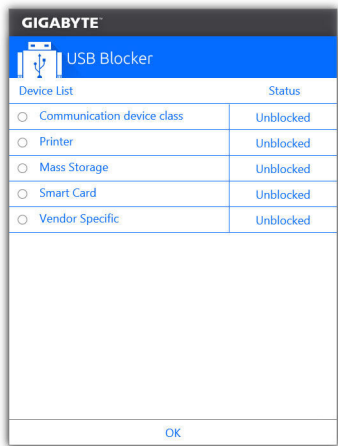 GIGABYTE™
USB Blocker
Device List Status
Communication device class Unblocked
Printer Unblocked
Mass Storage Unblocked
Smart Card Unblocked
Vendor Specific Unblocked
OK